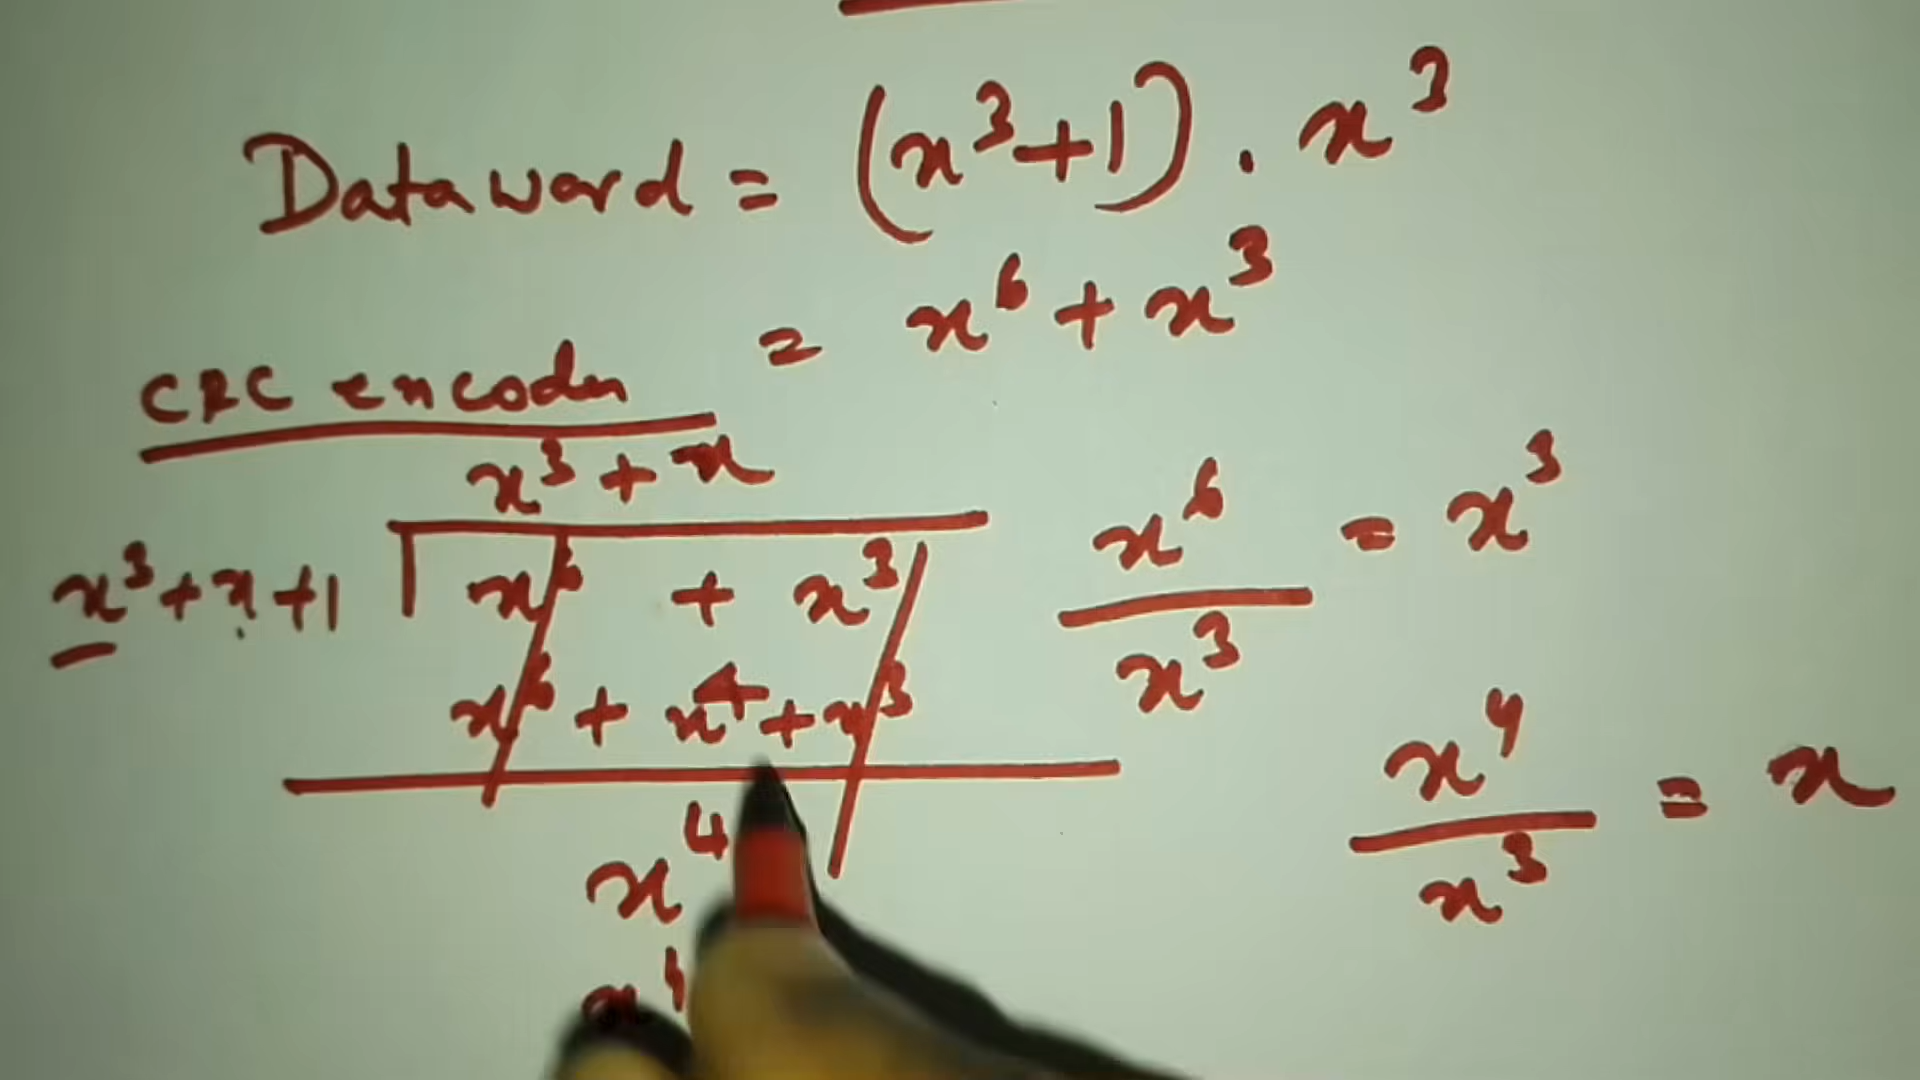 Dataword = (x³+1) . x³
= x⁶ + x³
CRC encoder
x³ + x
x³+x+1 x⁶ + x³
x⁶ + x⁴ + x³
x⁴
x⁴
x⁶ = x³
x³
x⁴ = x
x³